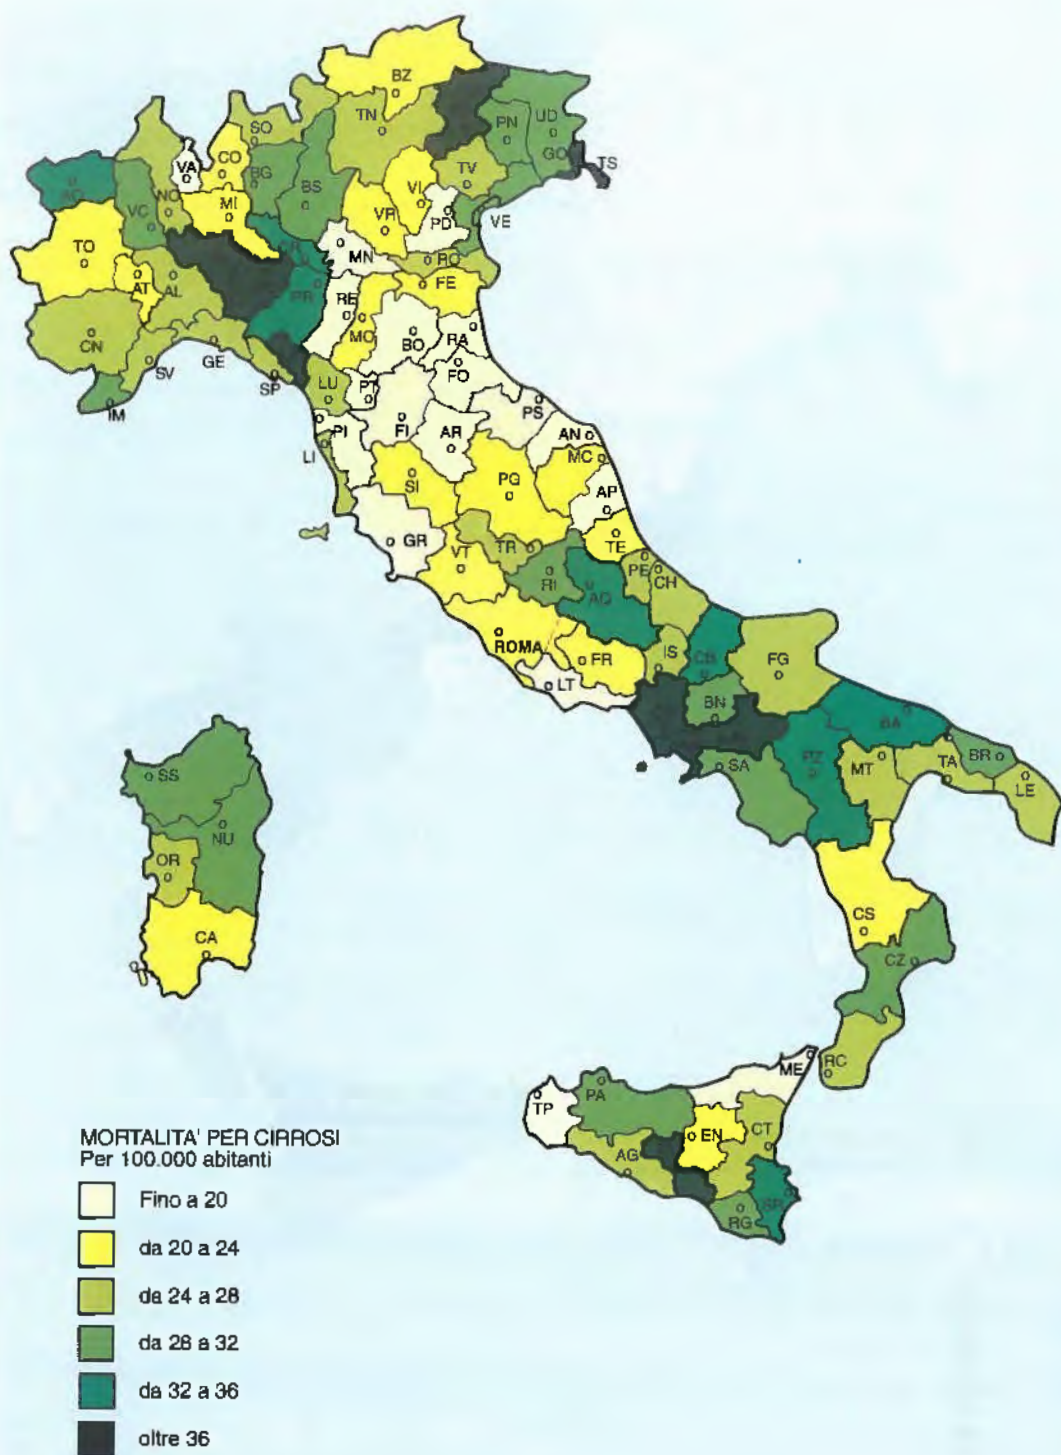 BZ
SO
TN
PN
UD
GO
TS
VA
CO
BG
BS
TV
AO
VC
NO
MI
VI
VR
PD
VE
TO
CR
MN
RO
AT
AL
PR
RE
FE
MO
BO
RA
CN
SV
GE
SP
LU
PT
FO
PS
IM
PI
FI
AR
AN
LI
MC
SI
PG
AP
GR
VT
TR
TE
RI
AQ
PE
CH
ROMA
FR
IS
CB
FG
LT
BN
BA
SS
SA
PZ
MT
TA
BR
LE
NU
OR
CA
CS
CZ
ME
RC
TP
PA
EN
CT
AG
SR
RG
MORTALITA' PER CIRROSI
Per 100.000 abitanti
Fino a 20
da 20 a 24
da 24 a 28
da 28 a 32
da 32 a 36
oltre 36